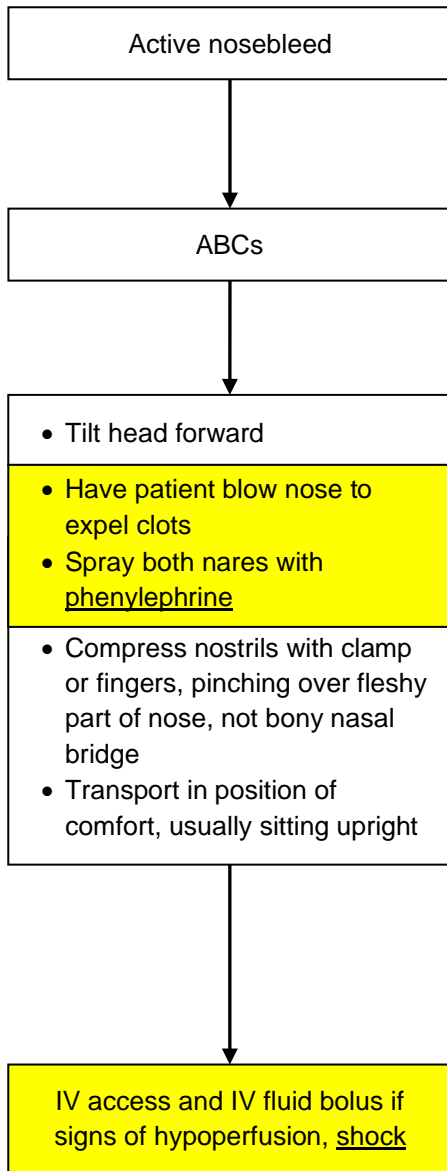 Active nosebleed
ABCs
• Tilt head forward
• Have patient blow nose to
expel clots
• Spray both nares with
phenylephrine
• Compress nostrils with clamp
or fingers, pinching over fleshy
part of nose, not bony nasal
bridge
• Transport in position of
comfort, usually sitting upright
IV access and IV fluid bolus if
signs of hypoperfusion, shock